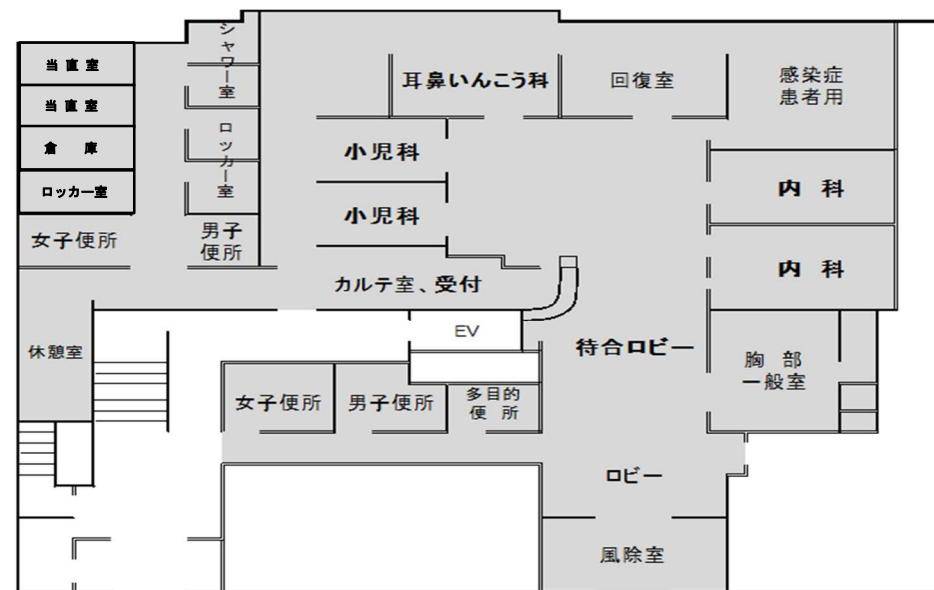 シャワー室
当直室
当直室
倉 庫
ロッカー室
ロッカー室
女子便所
男子
便所
耳鼻いんこう科
回復室
感染症
患者用
小児科
小児科
内 科
内 科
カルテ室、受付
EV
待合ロビー
胸 部
一般室
休憩室
女子便所
男子便所
多目的
便 所
ロビー
風除室